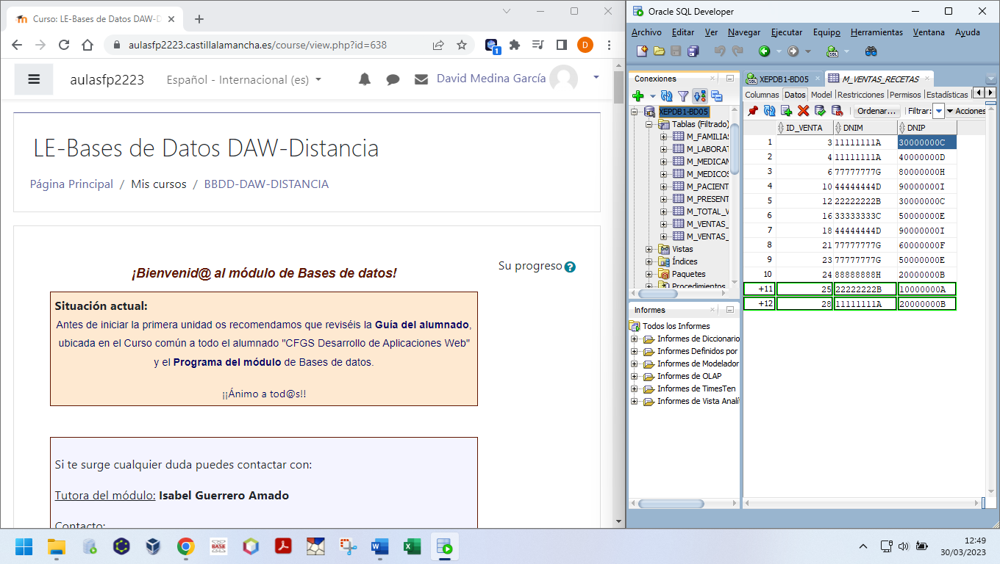 Curso: LE-Bases de Datos DAW-D
aulasfp2223.castillalamancha.es/course/view.php?id=638
1
D
aulasfp2223
Español - Internacional (es)
David Medina García
LE-Bases de Datos DAW-Distancia
Página Principal / Mis cursos / BBDD-DAW-DISTANCIA
Su progreso
¡Bienvenid@ al módulo de Bases de datos!
Situación actual:
Antes de iniciar la primera unidad os recomendamos que reviséis la Guía del alumnado,
ubicada en el Curso común a todo el alumnado "CFGS Desarrollo de Aplicaciones Web"
y el Programa del módulo de Bases de datos.
¡¡Ánimo a tod@s!!
Si te surge cualquier duda puedes contactar con:
Tutora del módulo: Isabel Guerrero Amado
Contacto:
Oracle SQL Developer
Archivo Editar Ver Navegar Ejecutar Equipo Herramientas Ventana Ayuda
Conexiones
XEPDB1-BD05
Tablas (Filtrado)
M_FAMILIA
M_LABORAT
M_MEDICAM
M_MEDICOS
M_PACIENT
M_PRESENT
M_TOTAL_V
M_VENTAS_
M_VENTAS_
Vistas
Índices
Paquetes
Procedimientos
Informes
Todos los Informes
Informes de Diccionario
Informes Definidos por
Informes de Modelador
Informes de OLAP
Informes de TimesTen
Informes de Vista Analí
XEPDB1-BD05 M_VENTAS_RECETAS
Columnas Datos Model Restricciones Permisos Estadísticas
Ordenar... Filtrar: Acciones
ID_VENTA DNIM DNIP
1 3 11111111A 30000000C
2 4 11111111A 40000000D
3 6 77777777G 80000000H
4 10 44444444D 90000000I
5 12 22222222B 30000000C
6 16 33333333C 50000000E
7 18 44444444D 90000000I
8 21 77777777G 60000000F
9 23 77777777G 50000000E
10 24 88888888H 20000000B
+11 25 22222222B 10000000A
+12 28 11111111A 20000000B
BASE
12:49
30/03/2023